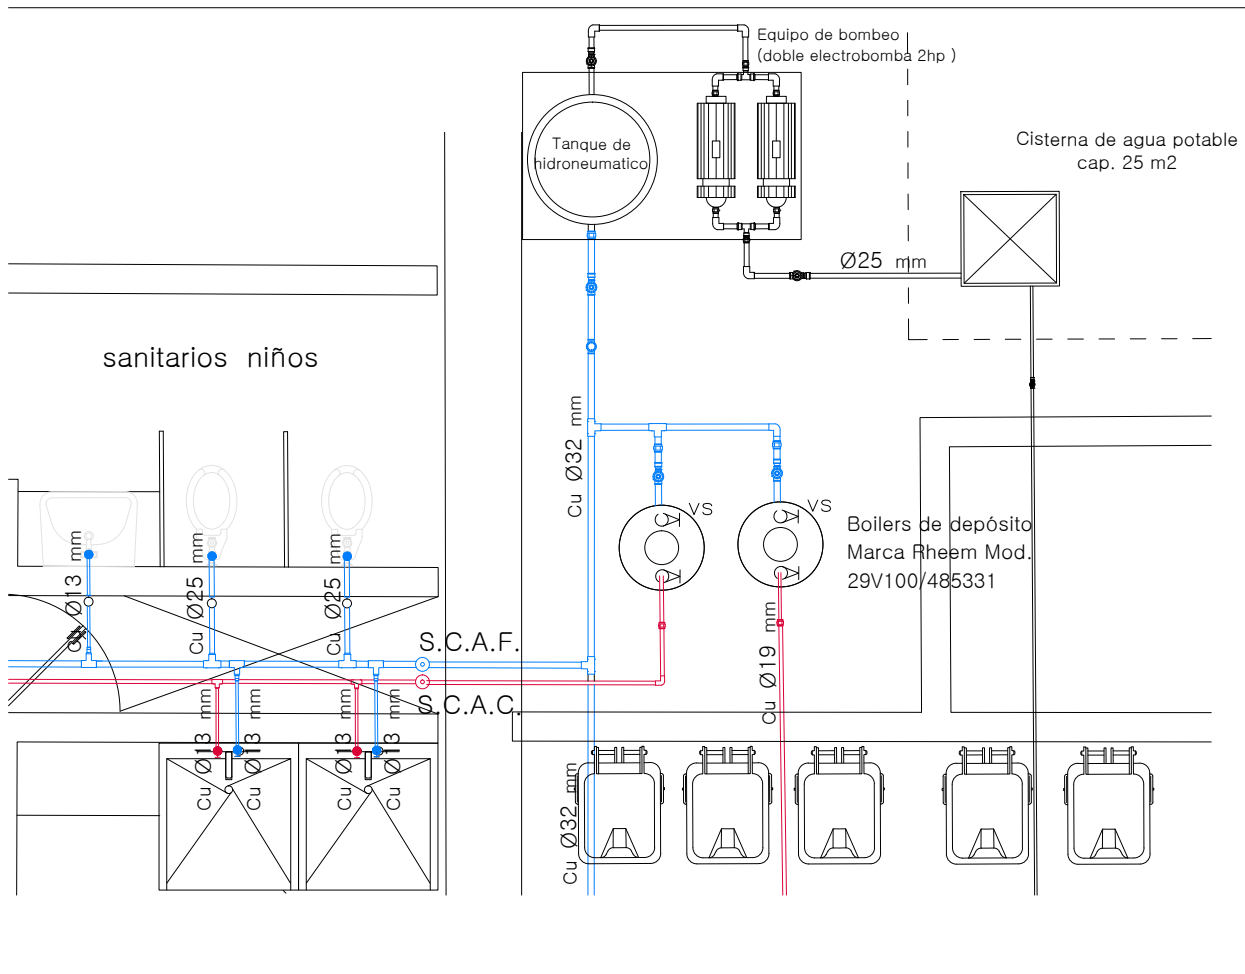 Equipo de bombeo
(doble electrobomba 2hp )
Tanque de
hidroneumatico
Cisterna de agua potable
cap. 25 m2
Ø25 mm
sanitarios niños
Cu Ø32 mm
VS
VS
Boilers de depósito
Marca Rheem Mod.
29V100/485331
Cu Ø13 mm
Cu Ø25 mm
Cu Ø25 mm
S.C.A.F.
S.C.A.C.
Cu Ø19 mm
Cu Ø13 mm
Cu Ø13 mm
Cu Ø13 mm
Cu Ø13 mm
Cu Ø32 mm